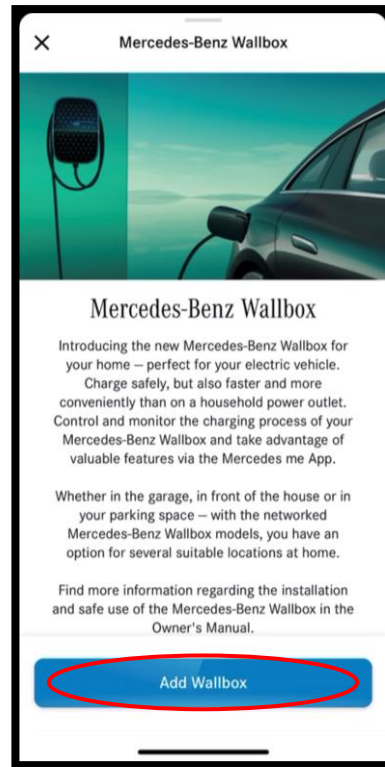 Mercedes-Benz Wallbox
Mercedes-Benz Wallbox
Introducing the new Mercedes-Benz Wallbox for
your home – perfect for your electric vehicle.
Charge safely, but also faster and more
conveniently than on a household power outlet.
Control and monitor the charging process of your
Mercedes-Benz Wallbox and take advantage of
valuable features via the Mercedes me App.
Whether in the garage, in front of the house or in
your parking space – with the networked
Mercedes-Benz Wallbox models, you have an
option for several suitable locations at home.
Find more information regarding the installation
and safe use of the Mercedes-Benz Wallbox in the
Owner's Manual.
Add Wallbox